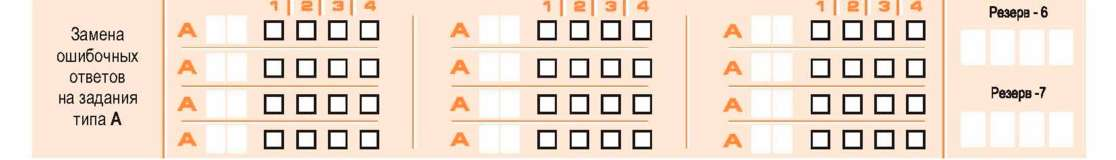 Замена
ошибочных
ответов
на задания
типа А
1 2 3 4
А
А
А
А
1 2 3 4
А
А
А
А
1 2 3 4
А
А
А
А
Резерв - 6
Резерв -7